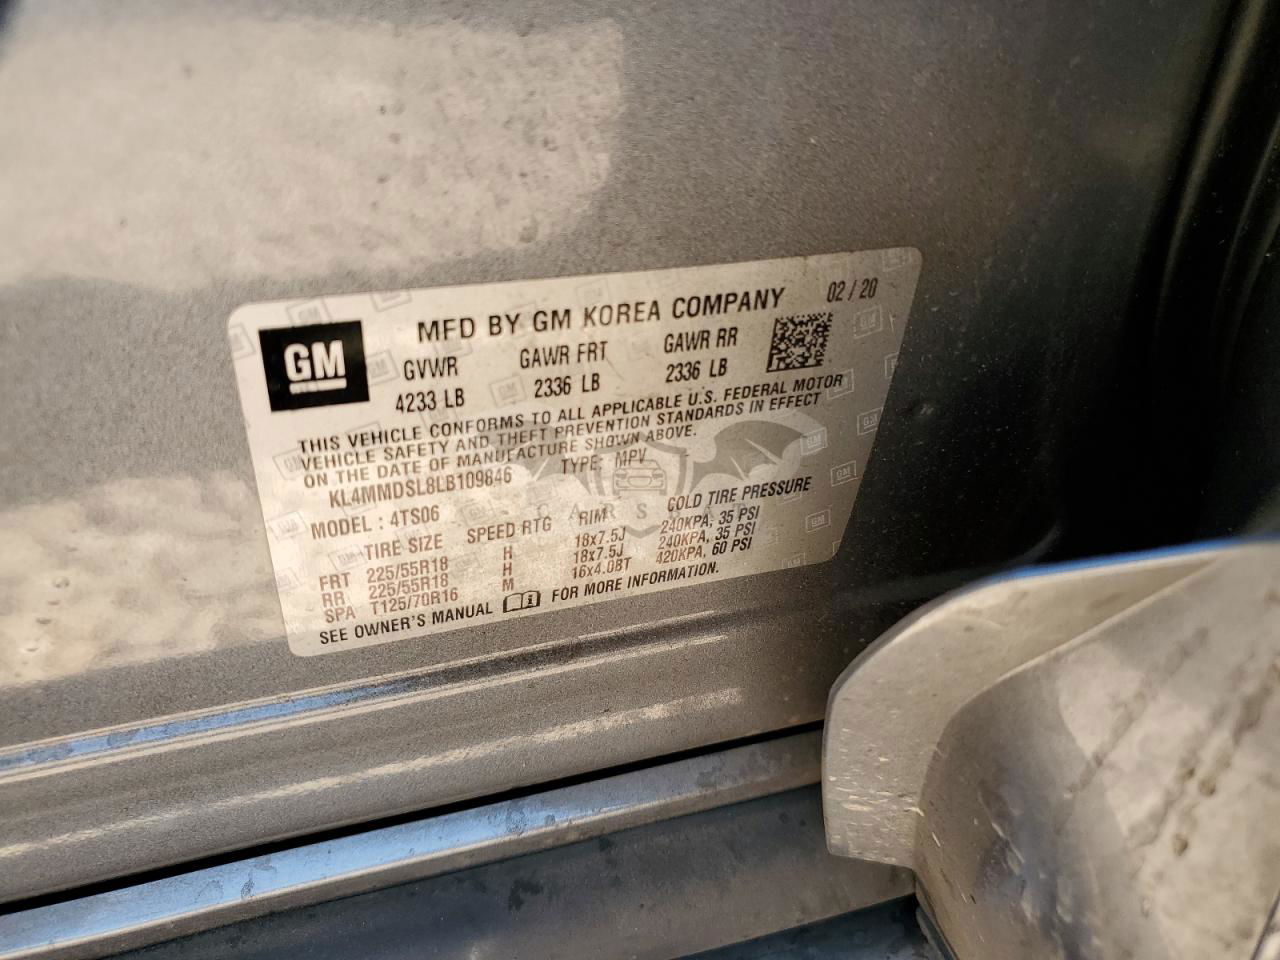 GM
MFD BY GM KOREA COMPANY 02 / 20
GVWR GAWR FRT GAWR RR
4233 LB 2336 LB 2336 LB
THIS VEHICLE CONFORMS TO ALL APPLICABLE U.S. FEDERAL MOTOR
VEHICLE SAFETY AND THEFT PREVENTION STANDARDS IN EFFECT
ON THE DATE OF MANUFACTURE SHOWN ABOVE.
KL4MMDSL8LB109846 TYPE: MPV
MODEL : 4TS06
TIRE SIZE SPEED RTG RIM COLD TIRE PRESSURE
FRT 225/55R18 H 18x7.5J 240KPA, 35 PSI
RR 225/55R18 H 18x7.5J 240KPA, 35 PSI
SPA T125/70R16 M 16x4.0BT 420KPA, 60 PSI
SEE OWNER'S MANUAL FOR MORE INFORMATION.